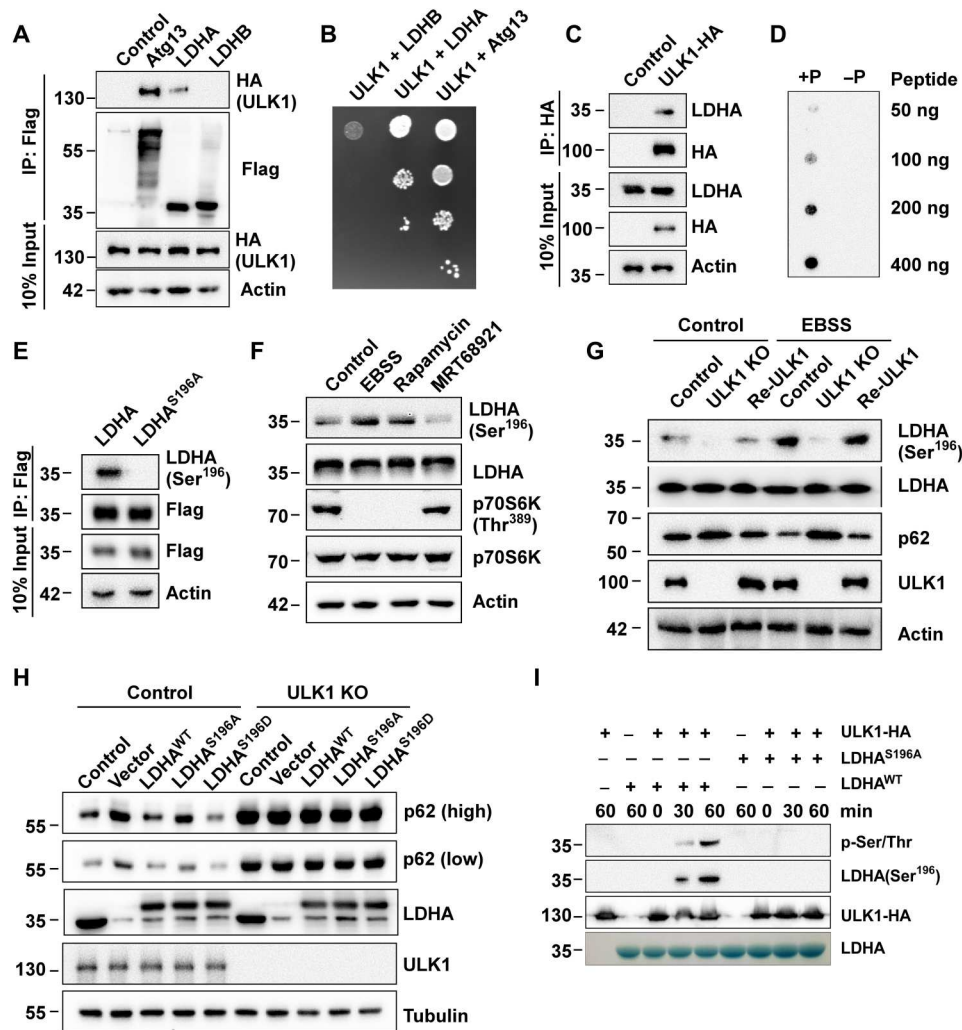 A
Control
Atg13
LDHA
LDHB
IP: Flag
10% Input
130
HA
(ULK1)
55
35
Flag
130
HA
(ULK1)
42
Actin
B
ULK1 + LDHB
ULK1 + LDHA
ULK1 + Atg13
C
Control
ULK1-HA
IP: HA
10% Input
35
LDHA
100
HA
35
LDHA
100
HA
35
Actin
D
+P
–P
Peptide
50 ng
100 ng
200 ng
400 ng
E
LDHA
LDHA^S196A
IP: Flag
10% Input
35
LDHA
(Ser^196)
35
Flag
35
Flag
42
Actin
F
Control
EBSS
Rapamycin
MRT68921
35
LDHA
(Ser^196)
35
LDHA
70
p70S6K
(Thr^389)
70
p70S6K
42
Actin
G
Control
EBSS
Control
ULK1 KO
Re-ULK1
Control
ULK1 KO
Re-ULK1
35
LDHA
(Ser^196)
35
LDHA
70
50
p62
100
ULK1
42
Actin
H
Control
ULK1 KO
Control
Vector
LDHA^WT
LDHA^S196A
LDHA^S196D
Control
Vector
LDHA^WT
LDHA^S196A
LDHA^S196D
55
p62 (high)
55
p62 (low)
35
LDHA
130
ULK1
55
Tubulin
I
+ – + + + – + + + ULK1-HA
– – – – – + + + + LDHA^S196A
– + + + + – – – – LDHA^WT
60 60 0 30 60 60 0 30 60 min
35
p-Ser/Thr
35
LDHA(Ser^196)
130
ULK1-HA
35
LDHA